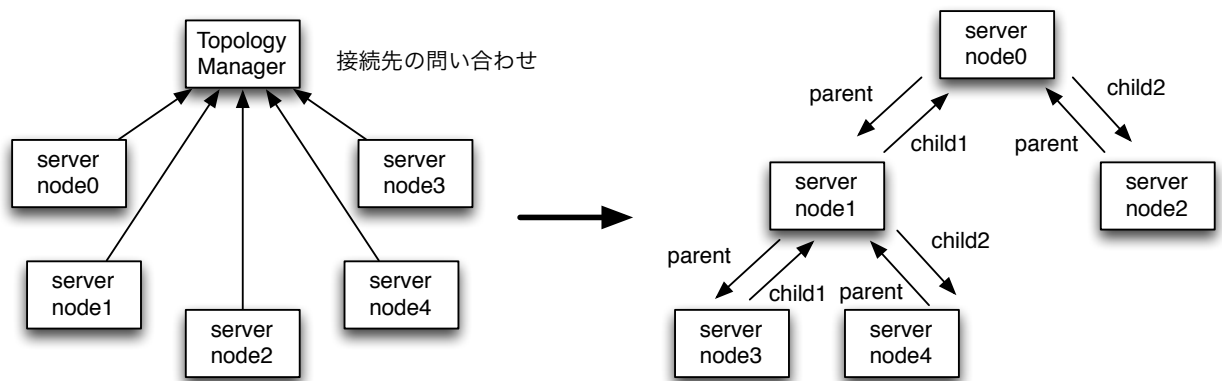 Topology
Manager
接続先の問い合わせ
server
node0
server
node3
server
node1
server
node4
server
node2
server
node0
parent
child2
child1
parent
server
node1
server
node2
parent
child2
child1
parent
server
node3
server
node4